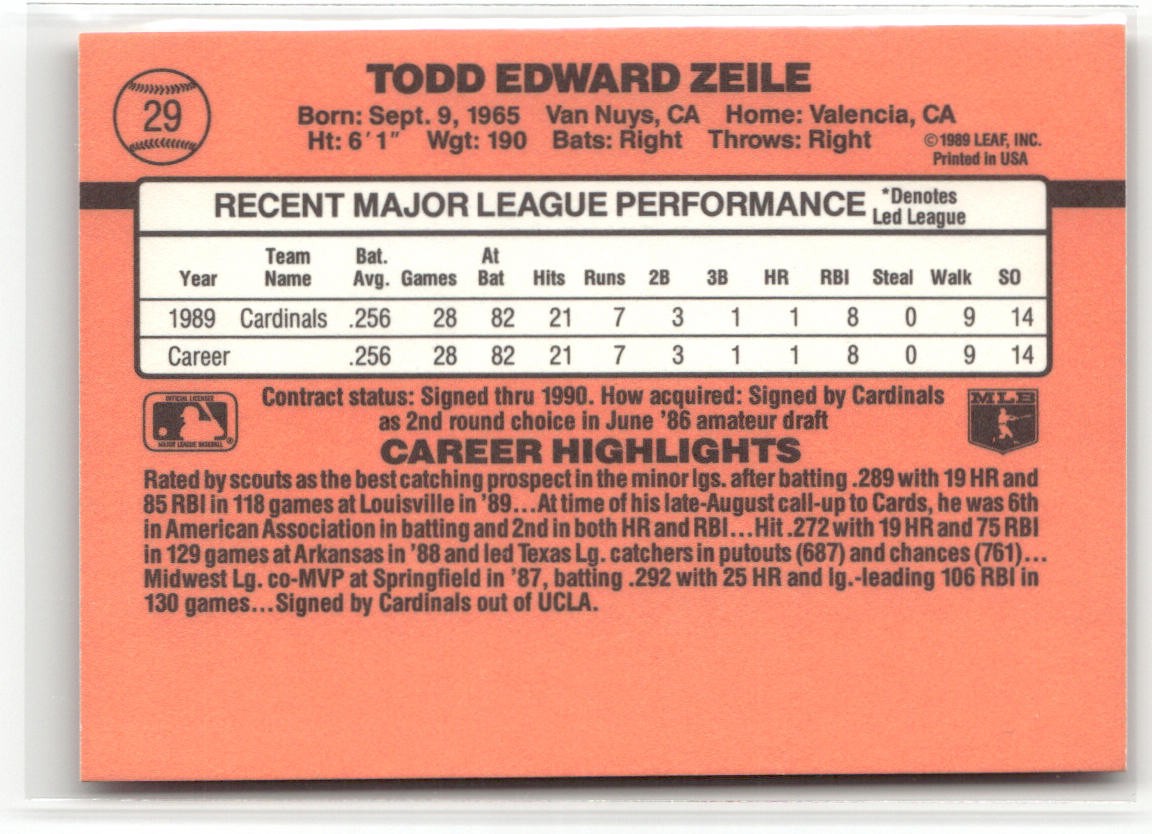 TODD EDWARD ZEILE
29
Born: Sept. 9, 1965 Van Nuys, CA Home: Valencia, CA
Ht: 6' 1" Wgt: 190 Bats: Right Throws: Right
©1989 LEAF, INC.
Printed in USA
RECENT MAJOR LEAGUE PERFORMANCE *Denotes
Led League
Year Team Name Bat. Avg. Games At Bat Hits Runs 2B 3B HR RBI Steal Walk SO
1989 Cardinals .256 28 82 21 7 3 1 1 8 0 9 14
Career .256 28 82 21 7 3 1 1 8 0 9 14
OFFICIAL LICENSEE
MAJOR LEAGUE BASEBALL ®
Contract status: Signed thru 1990. How acquired: Signed by Cardinals
as 2nd round choice in June '86 amateur draft
MLB
CAREER HIGHLIGHTS
Rated by scouts as the best catching prospect in the minor lgs. after batting .289 with 19 HR and
85 RBI in 118 games at Louisville in '89...At time of his late-August call-up to Cards, he was 6th
in American Association in batting and 2nd in both HR and RBI...Hit .272 with 19 HR and 75 RBI
in 129 games at Arkansas in '88 and led Texas Lg. catchers in putouts (687) and chances (761)...
Midwest Lg. co-MVP at Springfield in '87, batting .292 with 25 HR and lg.-leading 106 RBI in
130 games...Signed by Cardinals out of UCLA.